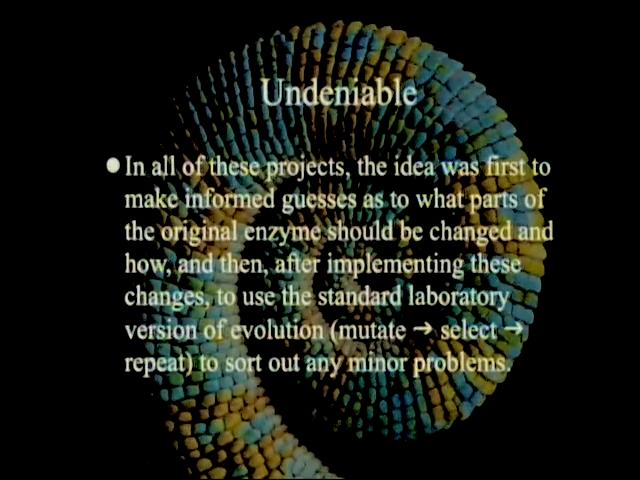 Undeniable
● In all of these projects, the idea was first to
make informed guesses as to what parts of
the original enzyme should be changed and
how, and then, after implementing these
changes, to use the standard laboratory
version of evolution (mutate → select →
repeat) to sort out any minor problems.